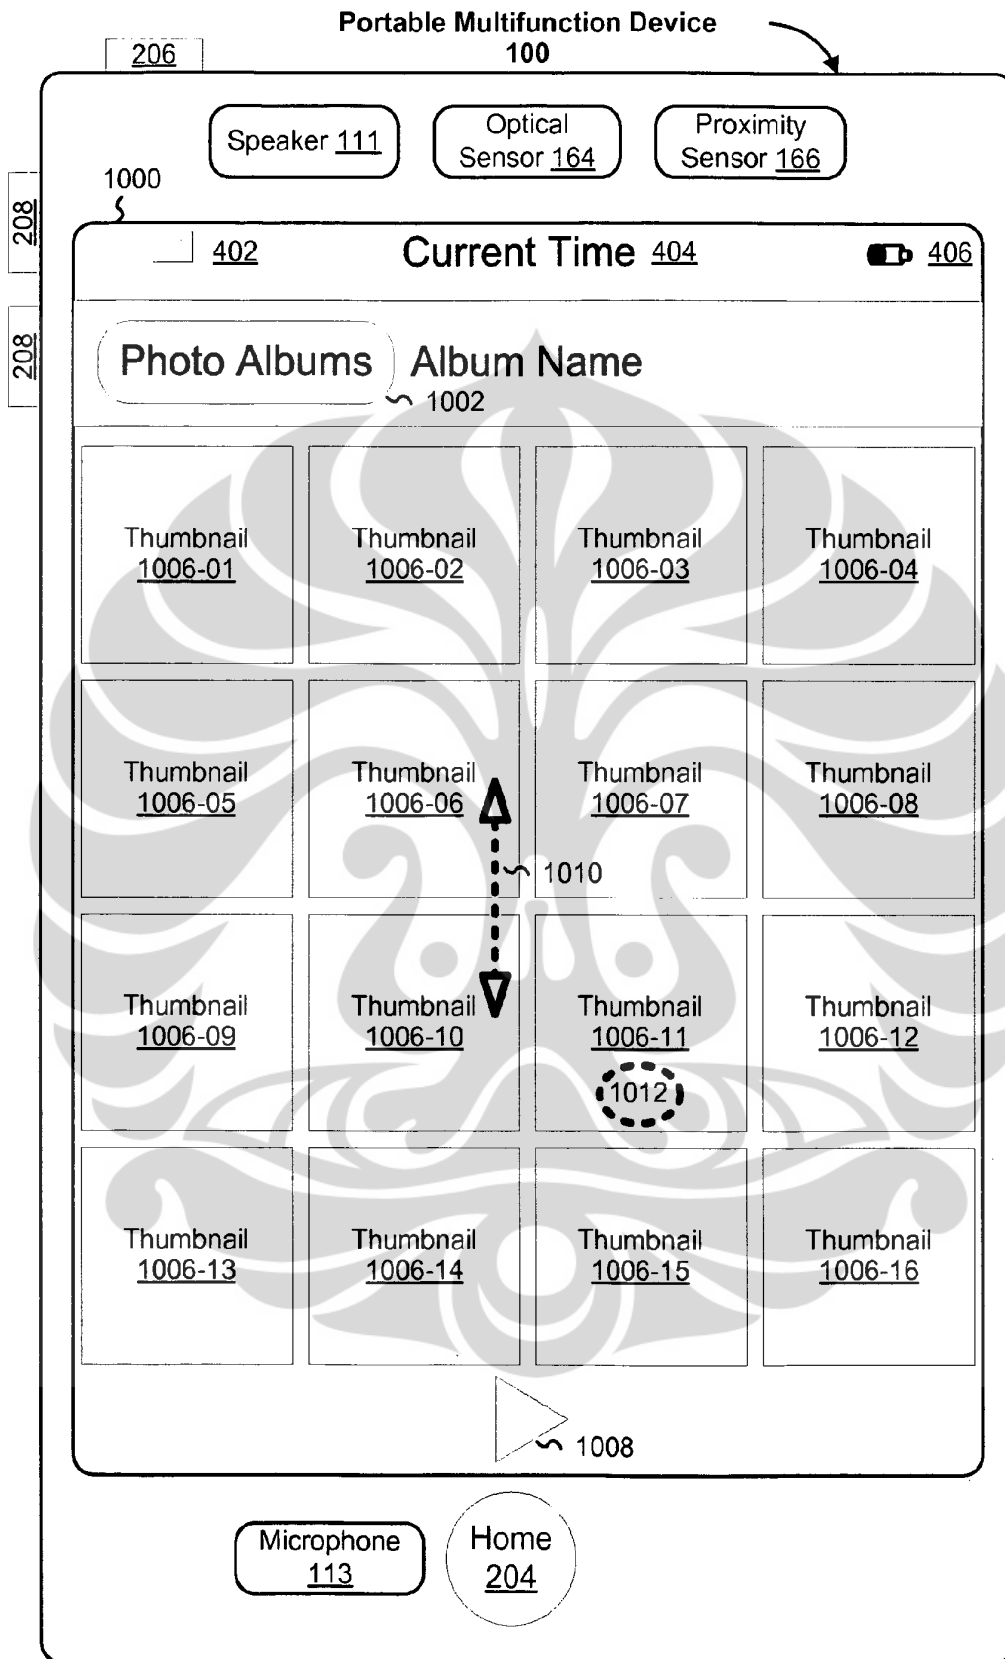 Portable Multifunction Device
100
206
Speaker 111
Optical
Sensor 164
Proximity
Sensor 166
1000
208
208
402
Current Time 404
406
Photo Albums
Album Name
1002
Thumbnail
1006-01
Thumbnail
1006-02
Thumbnail
1006-03
Thumbnail
1006-04
Thumbnail
1006-05
Thumbnail
1006-06
Thumbnail
1006-07
Thumbnail
1006-08
1010
Thumbnail
1006-09
Thumbnail
1006-10
Thumbnail
1006-11
Thumbnail
1006-12
1012
Thumbnail
1006-13
Thumbnail
1006-14
Thumbnail
1006-15
Thumbnail
1006-16
1008
Microphone
113
Home
204